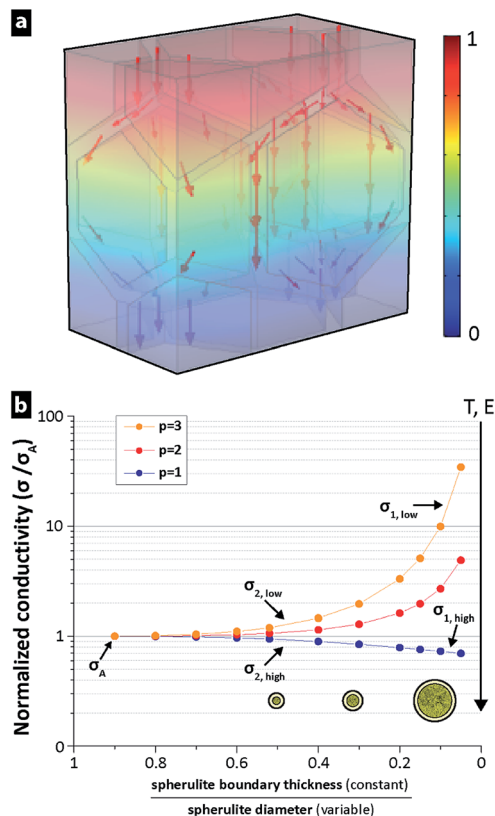 a
1
0
b
T, E
100
p=3
p=2
p=1
σ1, low
10
σ2, low
σ1, high
1
σA
σ2, high
0
Normalized conductivity (σ /σA)
1 0.8 0.6 0.4 0.2 0
spherulite boundary thickness (constant)
spherulite diameter (variable)